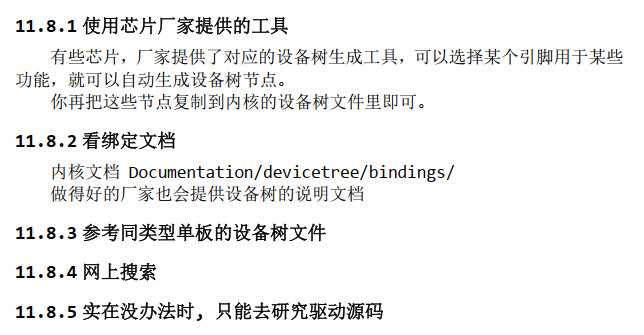 11.8.1 使用芯片厂家提供的工具
有些芯片，厂家提供了对应的设备树生成工具，可以选择某个引脚用于某些
功能，就可以自动生成设备树节点。
你再把这些节点复制到内核的设备树文件里即可。
11.8.2 看绑定文档
内核文档 Documentation/devicetree/bindings/
做得好的厂家也会提供设备树的说明文档
11.8.3 参考同类型单板的设备树文件
11.8.4 网上搜索
11.8.5 实在没办法时, 只能去研究驱动源码